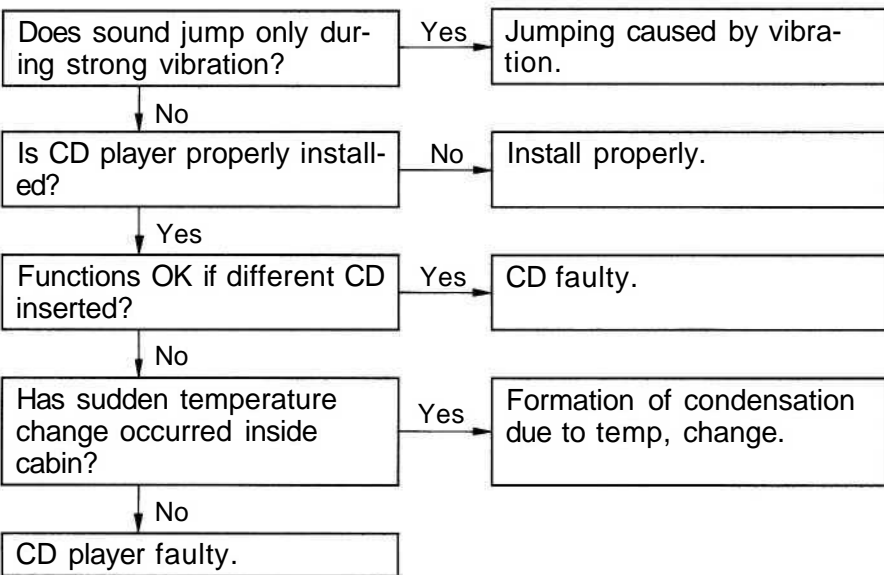 Does sound jump only dur-
ing strong vibration?
Yes
Jumping caused by vibra-
tion.
No
Is CD player properly install-
ed?
No
Install properly.
Yes
Functions OK if different CD
inserted?
Yes
CD faulty.
No
Has sudden temperature
change occurred inside
cabin?
Yes
Formation of condensation
due to temp, change.
No
CD player faulty.